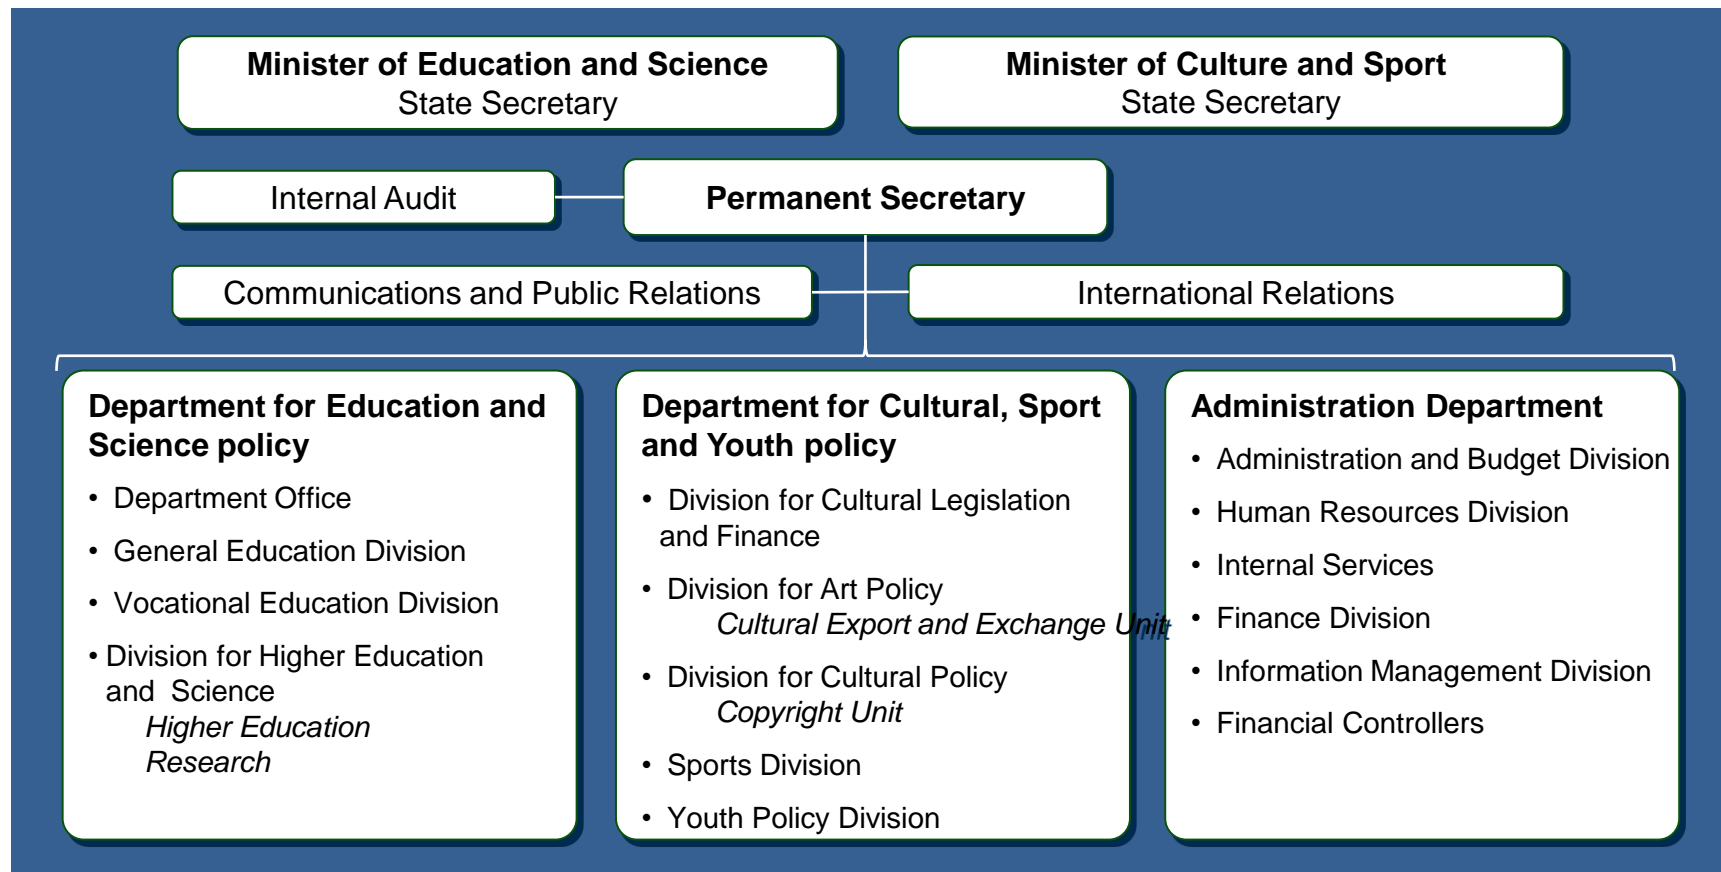 Minister of Education and Science
State Secretary
Minister of Culture and Sport
State Secretary
Internal Audit
Permanent Secretary
Communications and Public Relations
International Relations
Department for Education and
Science policy
• Department Office
• General Education Division
• Vocational Education Division
• Division for Higher Education
and Science
Higher Education
Research
Department for Cultural, Sport
and Youth policy
• Division for Cultural Legislation
and Finance
• Division for Art Policy
Cultural Export and Exchange Unit
• Division for Cultural Policy
Copyright Unit
• Sports Division
• Youth Policy Division
Administration Department
• Administration and Budget Division
• Human Resources Division
• Internal Services
• Finance Division
• Information Management Division
• Financial Controllers